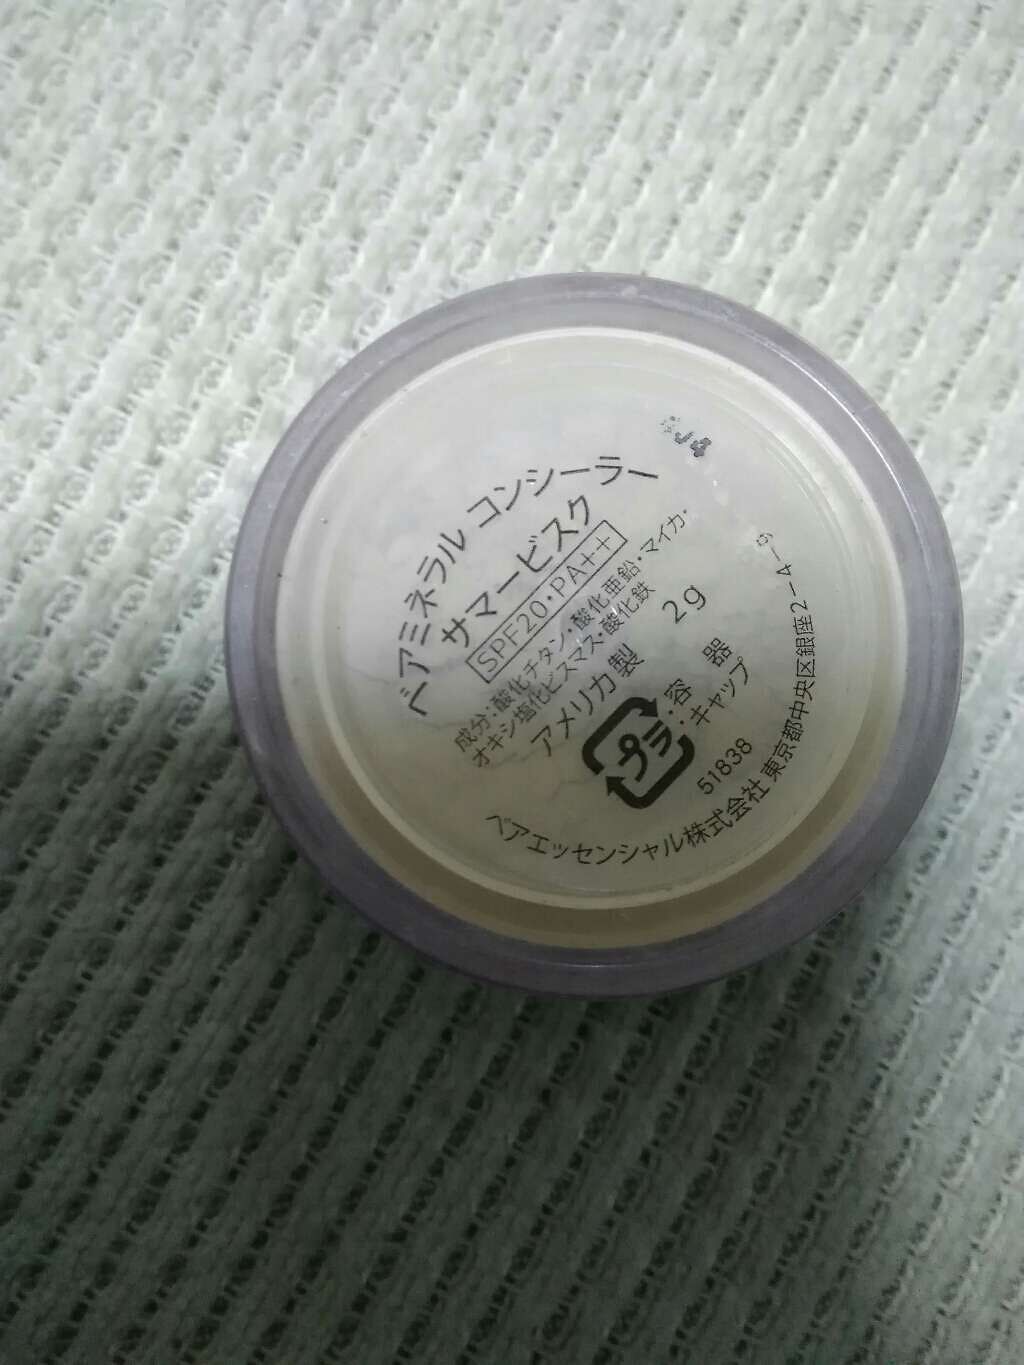 J4
ベアミネラル コンシーラー
サマービスク
SPF20・PA++
成分:酸化チタン・酸化亜鉛・マイカ・
オキシ塩化ビスマス・酸化鉄
アメリカ製 2g
プラ :容 器
:キャップ
51838
ベアエッセンシャル株式会社 東京都中央区銀座2-4-9